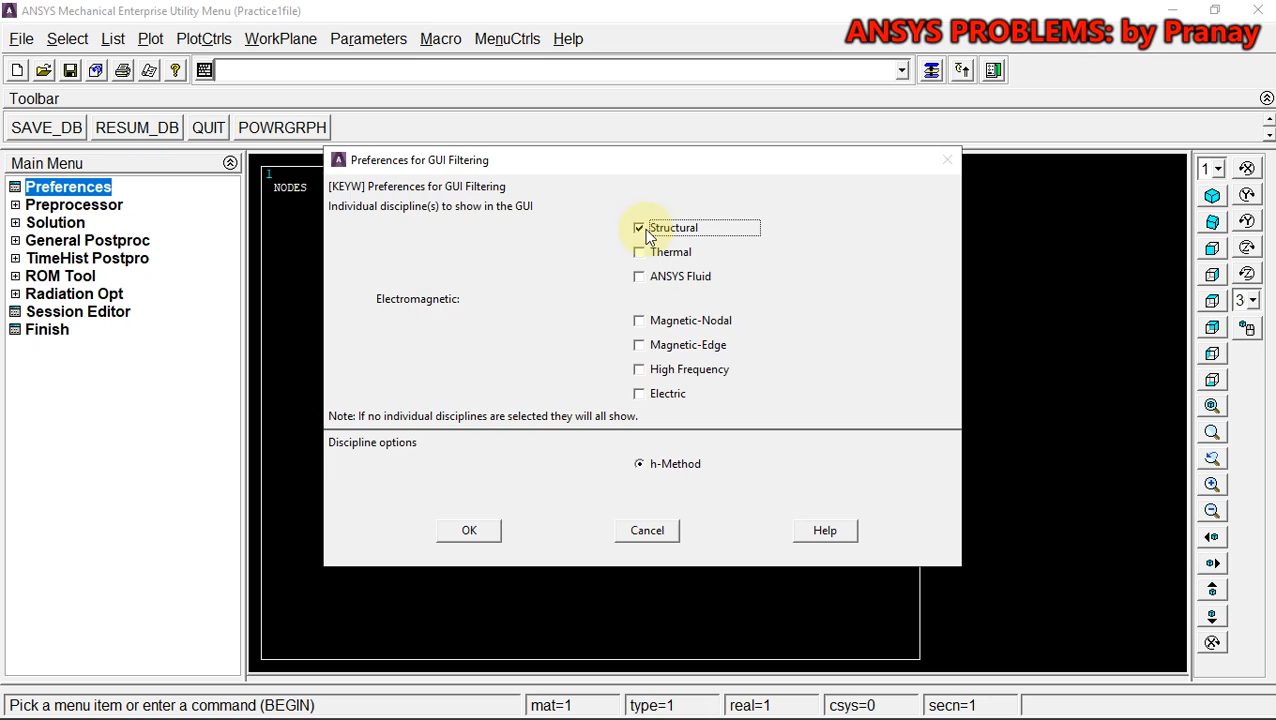 ANSYS Mechanical Enterprise Utility Menu (Practice1file)
ANSYS PROBLEMS: by Pranay
File Select List Plot PlotCtrls WorkPlane Parameters Macro MenuCtrls Help
Toolbar
SAVE_DB RESUM_DB QUIT POWRGRPH
Main Menu
Preferences
Preprocessor
Solution
General Postproc
TimeHist Postpro
ROM Tool
Radiation Opt
Session Editor
Finish
1
NODES
Preferences for GUI Filtering
[KEYW] Preferences for GUI Filtering
Individual discipline(s) to show in the GUI
Structural
Thermal
ANSYS Fluid
Electromagnetic:
Magnetic-Nodal
Magnetic-Edge
High Frequency
Electric
Note: If no individual disciplines are selected they will all show.
Discipline options
h-Method
OK Cancel Help
1
3
Pick a menu item or enter a command (BEGIN) mat=1 type=1 real=1 csys=0 secn=1